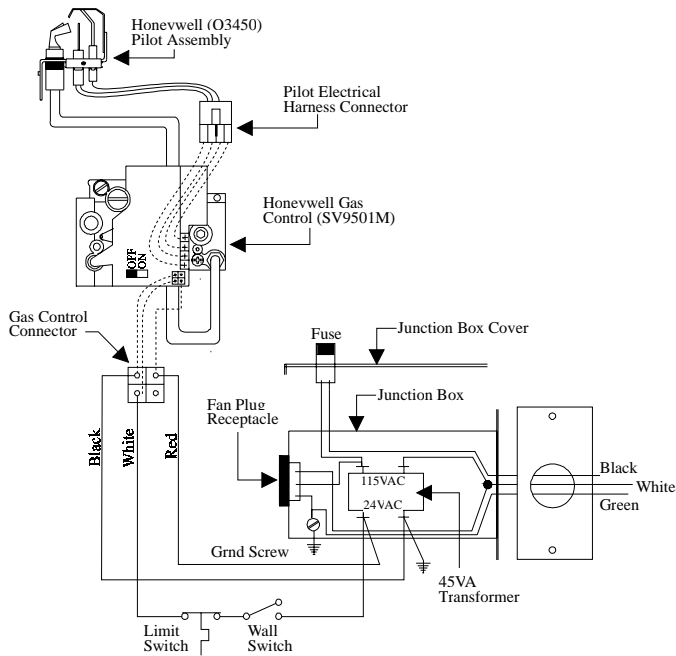 Honevwell (O3450)
Pilot Assembly
Pilot Electrical
Harness Connector
Honevwell Gas
Control (SV9501M)
OFF
ON
Gas Control
Connector
Fuse
Junction Box Cover
Junction Box
Fan Plug
Receptacle
Black
White
Red
115VAC
24VAC
Black
White
Green
Grnd Screw
45VA
Transformer
Limit
Switch
Wall
Switch